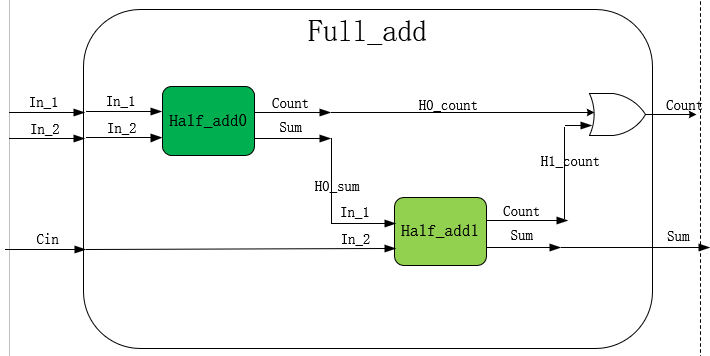 Full_add
In_1
In_1
Half_add0
Count
H0_count
Count
In_2
In_2
Sum
H0_sum
H1_count
In_1
Half_add1
Count
Cin
In_2
Sum
Sum